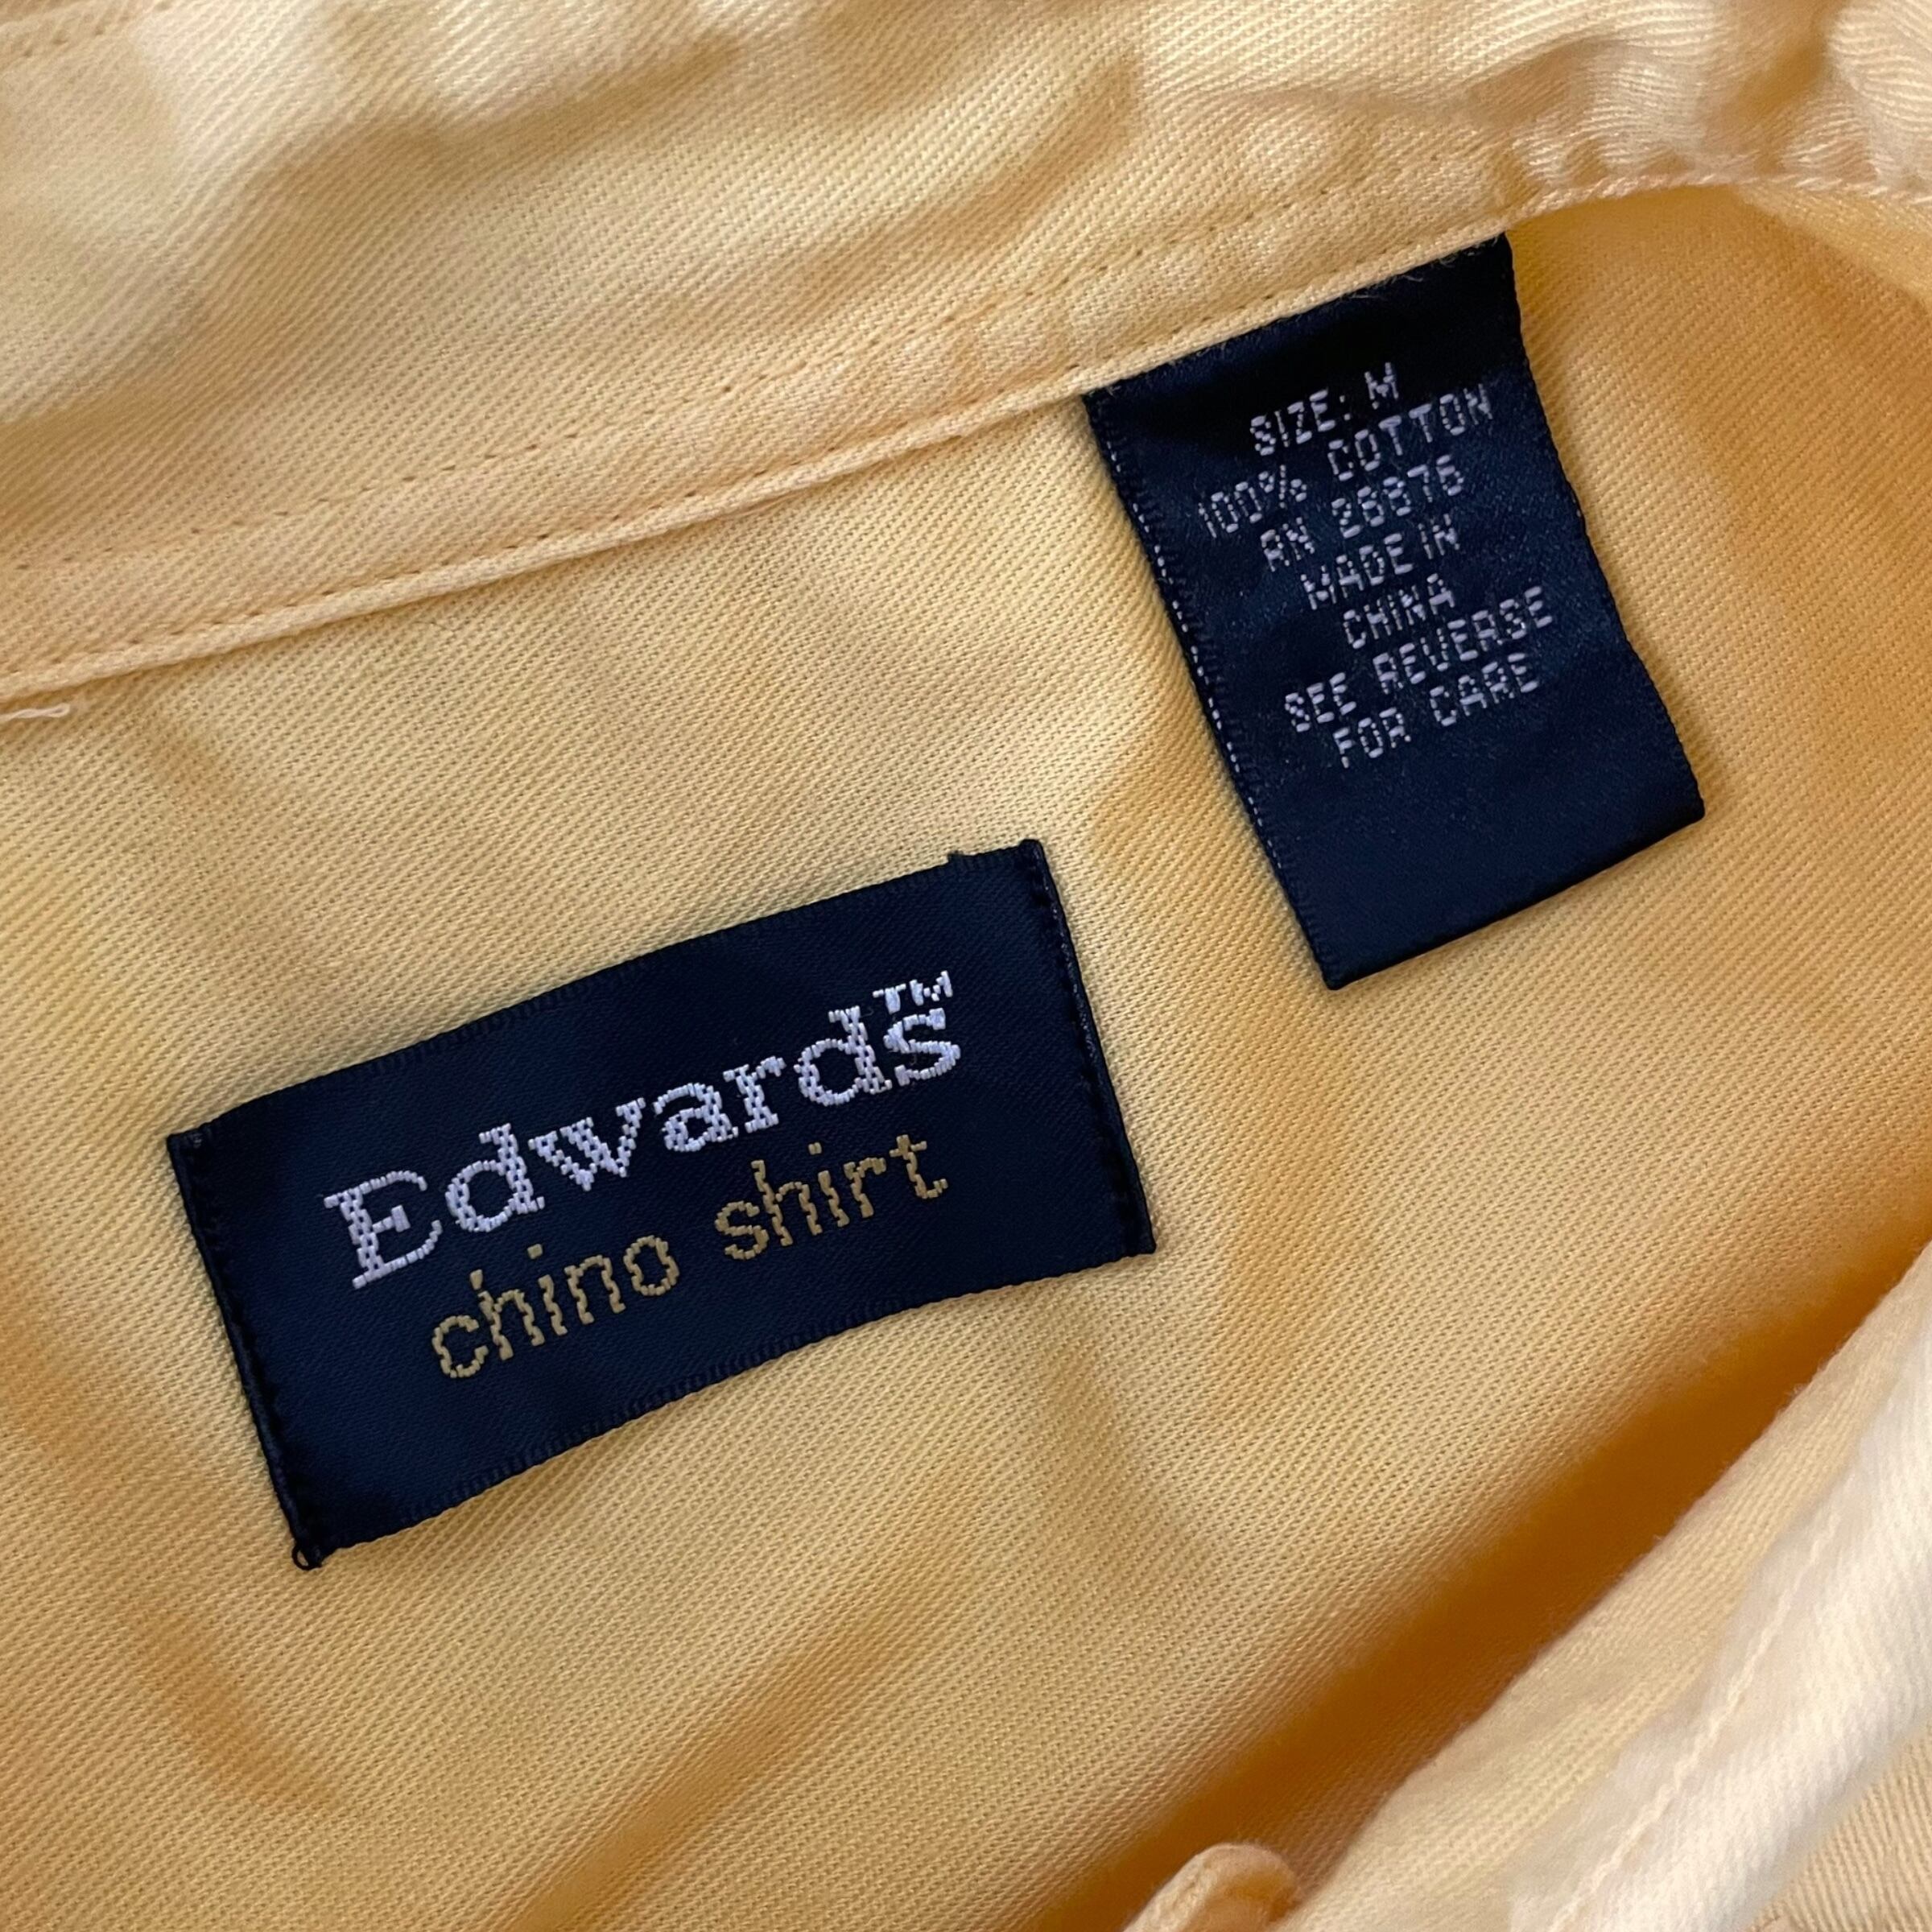 SIZE: M
100% COTTON
RN 26876
MADE IN
CHINA
SEE REVERSE
FOR CARE
Edwards™
chino shirt